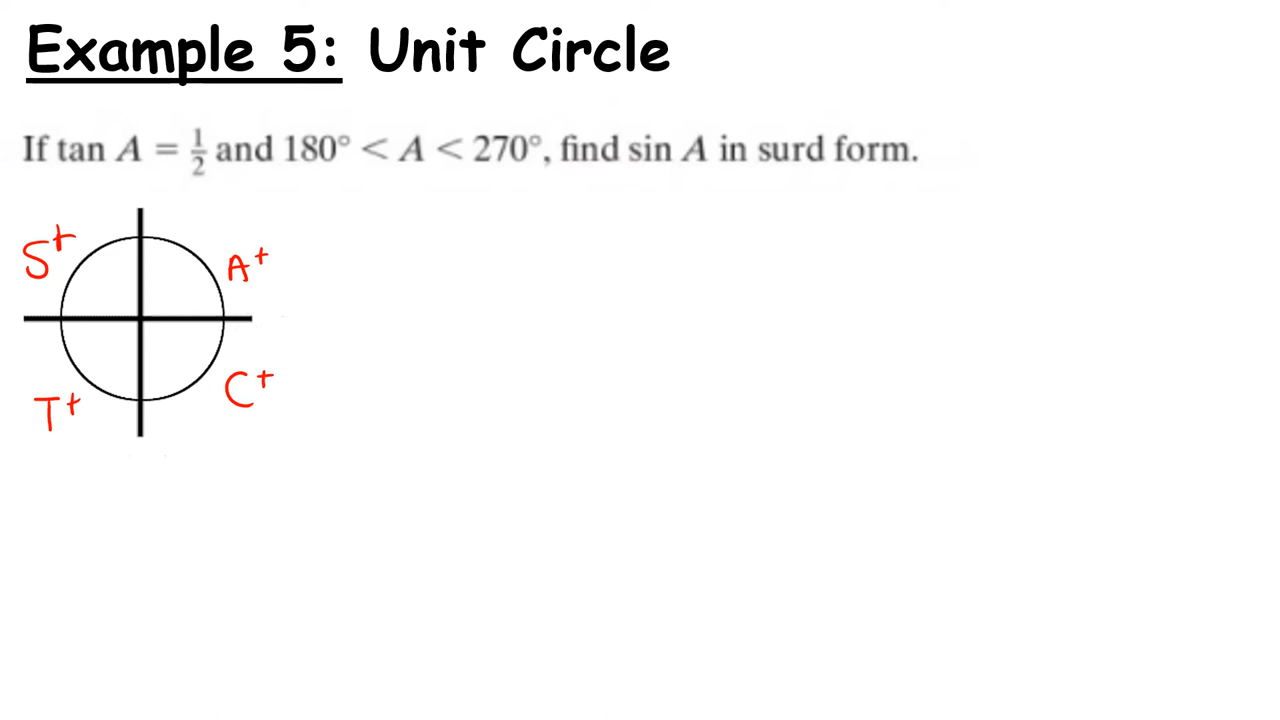 Example 5: Unit Circle
If tan A = 1/2 and 180° < A < 270°, find sin A in surd form.
S+
A+
T+
C+